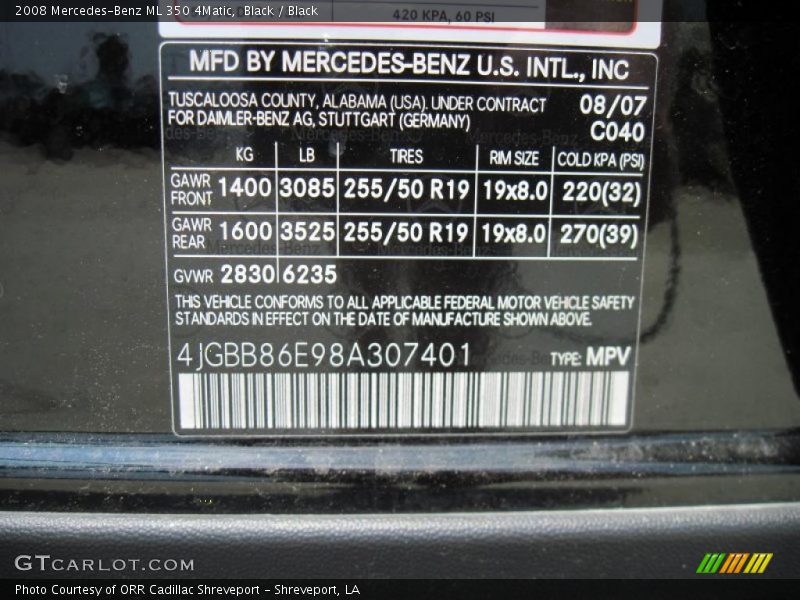 2008 Mercedes-Benz ML 350 4Matic, Black / Black
420 KPA, 60 PSI
MFD BY MERCEDES-BENZ U.S. INTL., INC
TUSCALOOSA COUNTY, ALABAMA (USA). UNDER CONTRACT 08/07
FOR DAIMLER-BENZ AG, STUTTGART (GERMANY) C040
KG LB TIRES RIM SIZE COLD KPA (PSI)
GAWR FRONT 1400 3085 255/50 R19 19x8.0 220(32)
GAWR REAR 1600 3525 255/50 R19 19x8.0 270(39)
GVWR 2830 6235
THIS VEHICLE CONFORMS TO ALL APPLICABLE FEDERAL MOTOR VEHICLE SAFETY
STANDARDS IN EFFECT ON THE DATE OF MANUFACTURE SHOWN ABOVE.
4JGBB86E98A307401 TYPE: MPV
GTCARLOT.COM
Photo Courtesy of ORR Cadillac Shreveport - Shreveport, LA